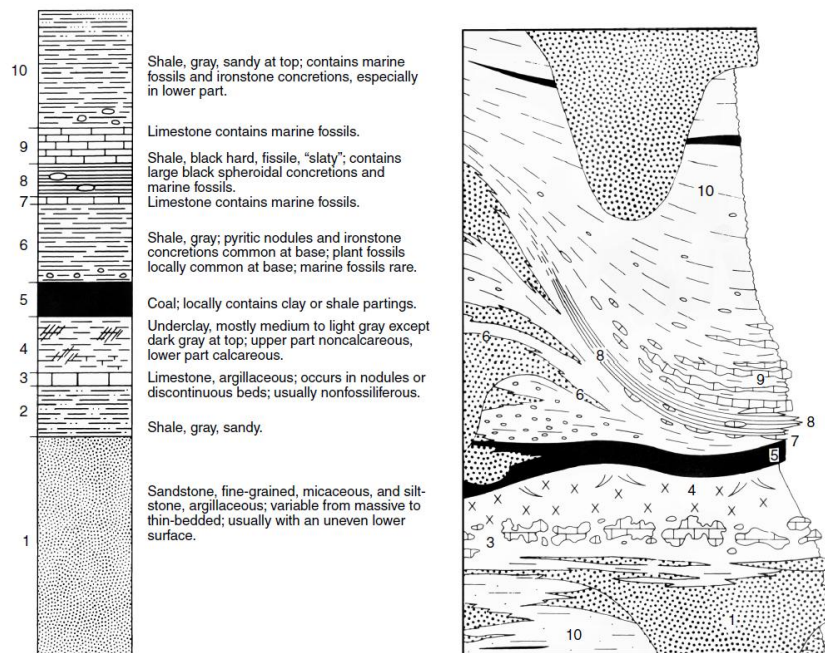 10
Shale, gray, sandy at top; contains marine
fossils and ironstone concretions, especially
in lower part.
9
Limestone contains marine fossils.
8
Shale, black hard, fissile, “slaty”; contains
large black spheroidal concretions and
marine fossils.
7
Limestone contains marine fossils.
6
Shale, gray; pyritic nodules and ironstone
concretions common at base; plant fossils
locally common at base; marine fossils rare.
5
Coal; locally contains clay or shale partings.
4
Underclay, mostly medium to light gray except
dark gray at top; upper part noncalcareous,
lower part calcareous.
3
Limestone, argillaceous; occurs in nodules or
discontinuous beds; usually nonfossiliferous.
2
Shale, gray, sandy.
1
Sandstone, fine-grained, micaceous, and silt-
stone, argillaceous; variable from massive to
thin-bedded; usually with an uneven lower
surface.
10
6
8
9
6
8
7
5
4
3
1
10